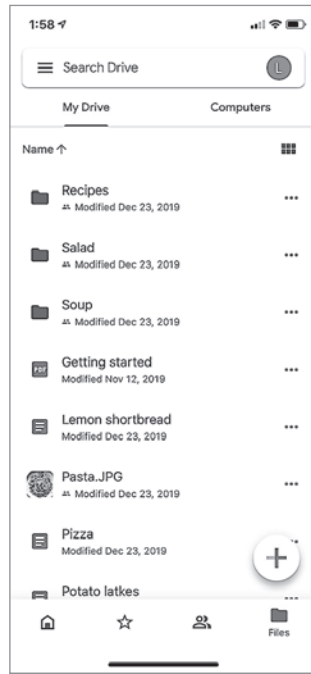 1:58
Search Drive
L
My Drive Computers
Name ↑
Recipes
Modified Dec 23, 2019
Salad
Modified Dec 23, 2019
Soup
Modified Dec 23, 2019
PDF
Getting started
Modified Nov 12, 2019
Lemon shortbread
Modified Dec 23, 2019
Pasta.JPG
Modified Dec 23, 2019
Pizza
Modified Dec 23, 2019
Potato latkes
Files